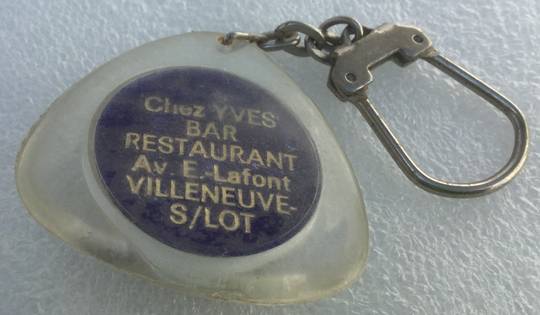 Chez YVES
BAR
RESTAURANT
Av. E. Lafont
VILLENEUVE-
S/LOT